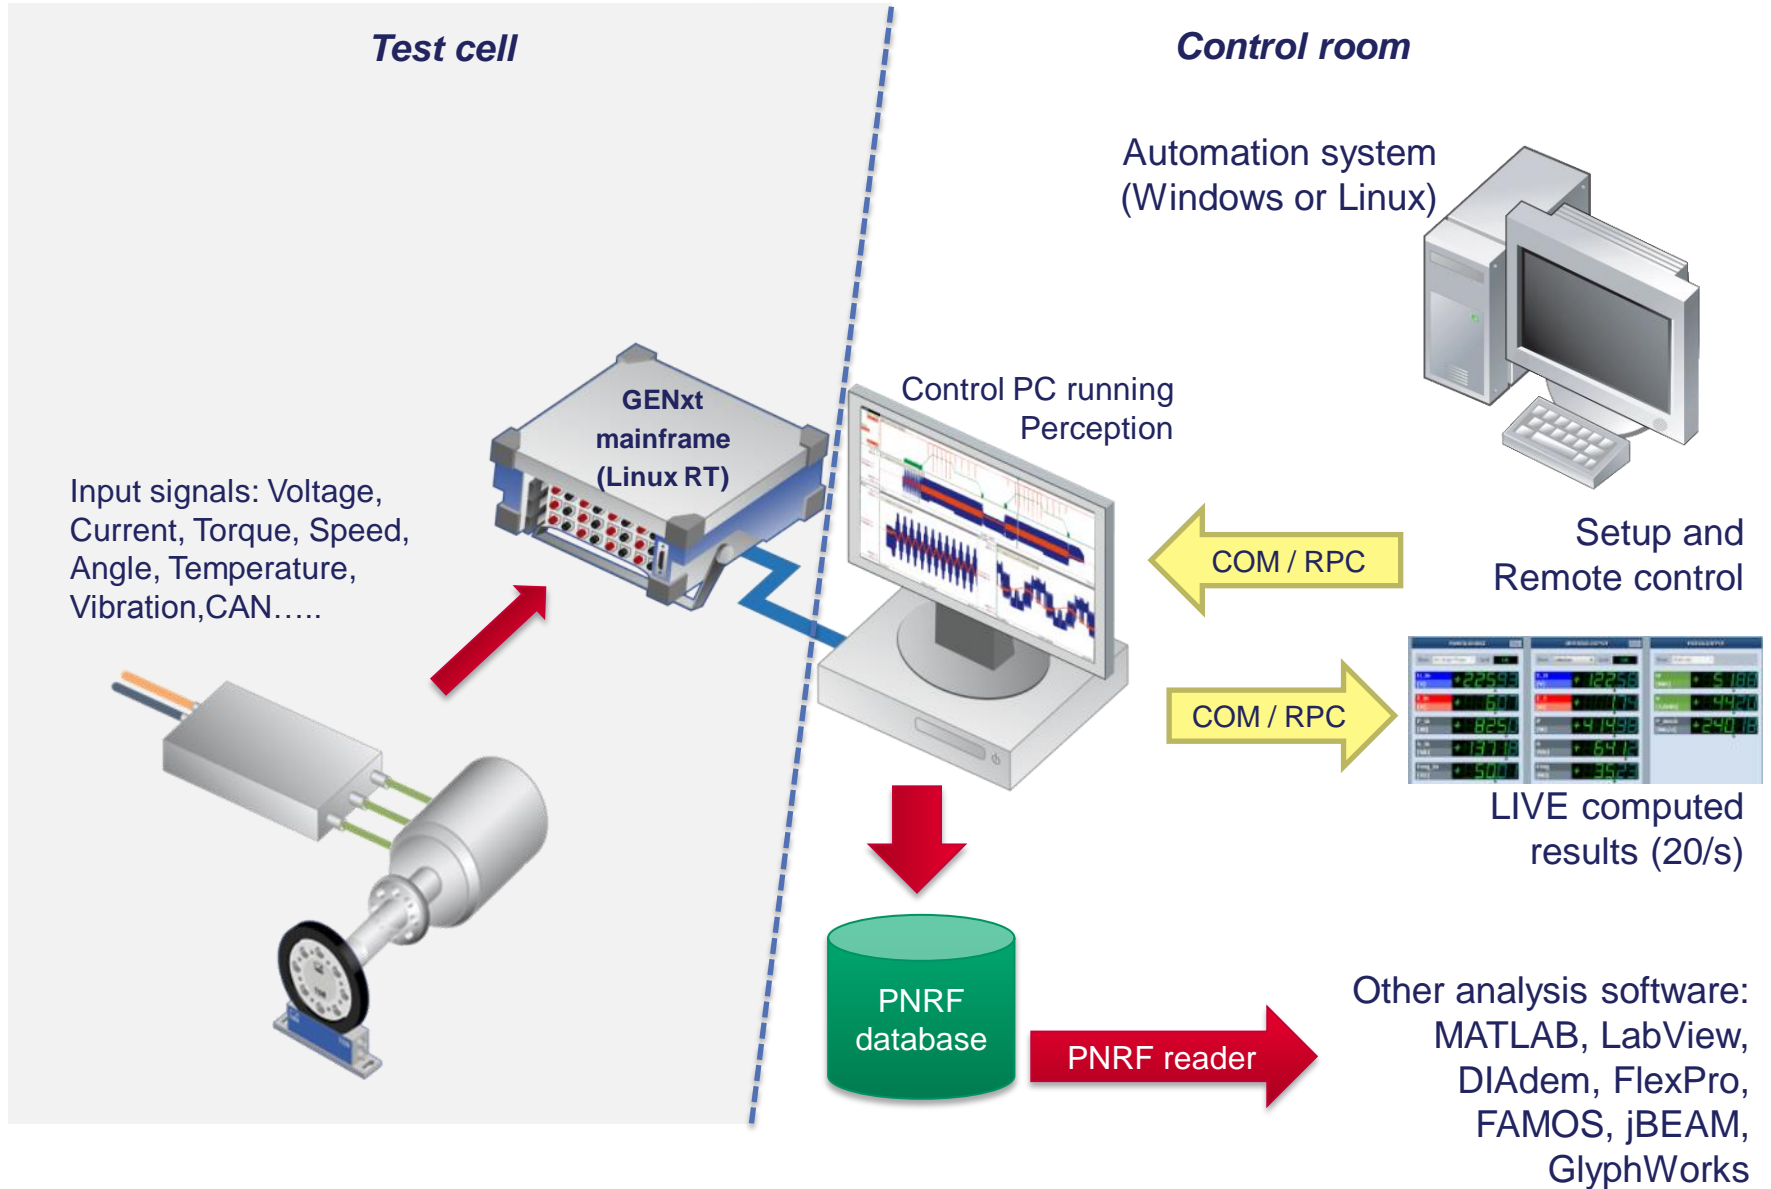 Test cell
Control room
Automation system
(Windows or Linux)
GENxt
mainframe
(Linux RT)
Control PC running
Perception
Input signals: Voltage,
Current, Torque, Speed,
Angle, Temperature,
Vibration,CAN…..
COM / RPC
Setup and
Remote control
COM / RPC
LIVE computed
results (20/s)
PNRF
database
PNRF reader
Other analysis software:
MATLAB, LabView,
DIAdem, FlexPro,
FAMOS, jBEAM,
GlyphWorks